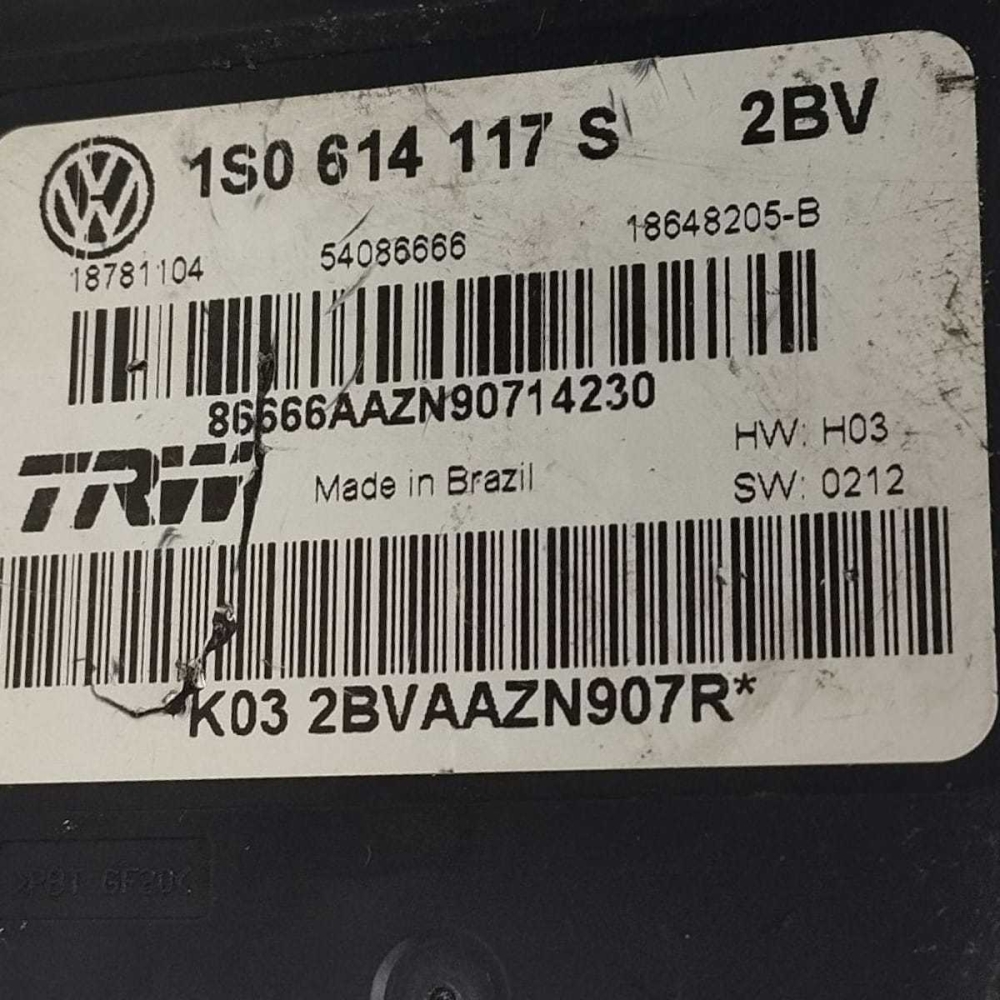 1S0 614 117 S 2BV
18781104 54086666 18648205-B
86666AAZN90714230
TRW Made in Brazil HW: H03
SW: 0212
K03 2BVAAZN907R*